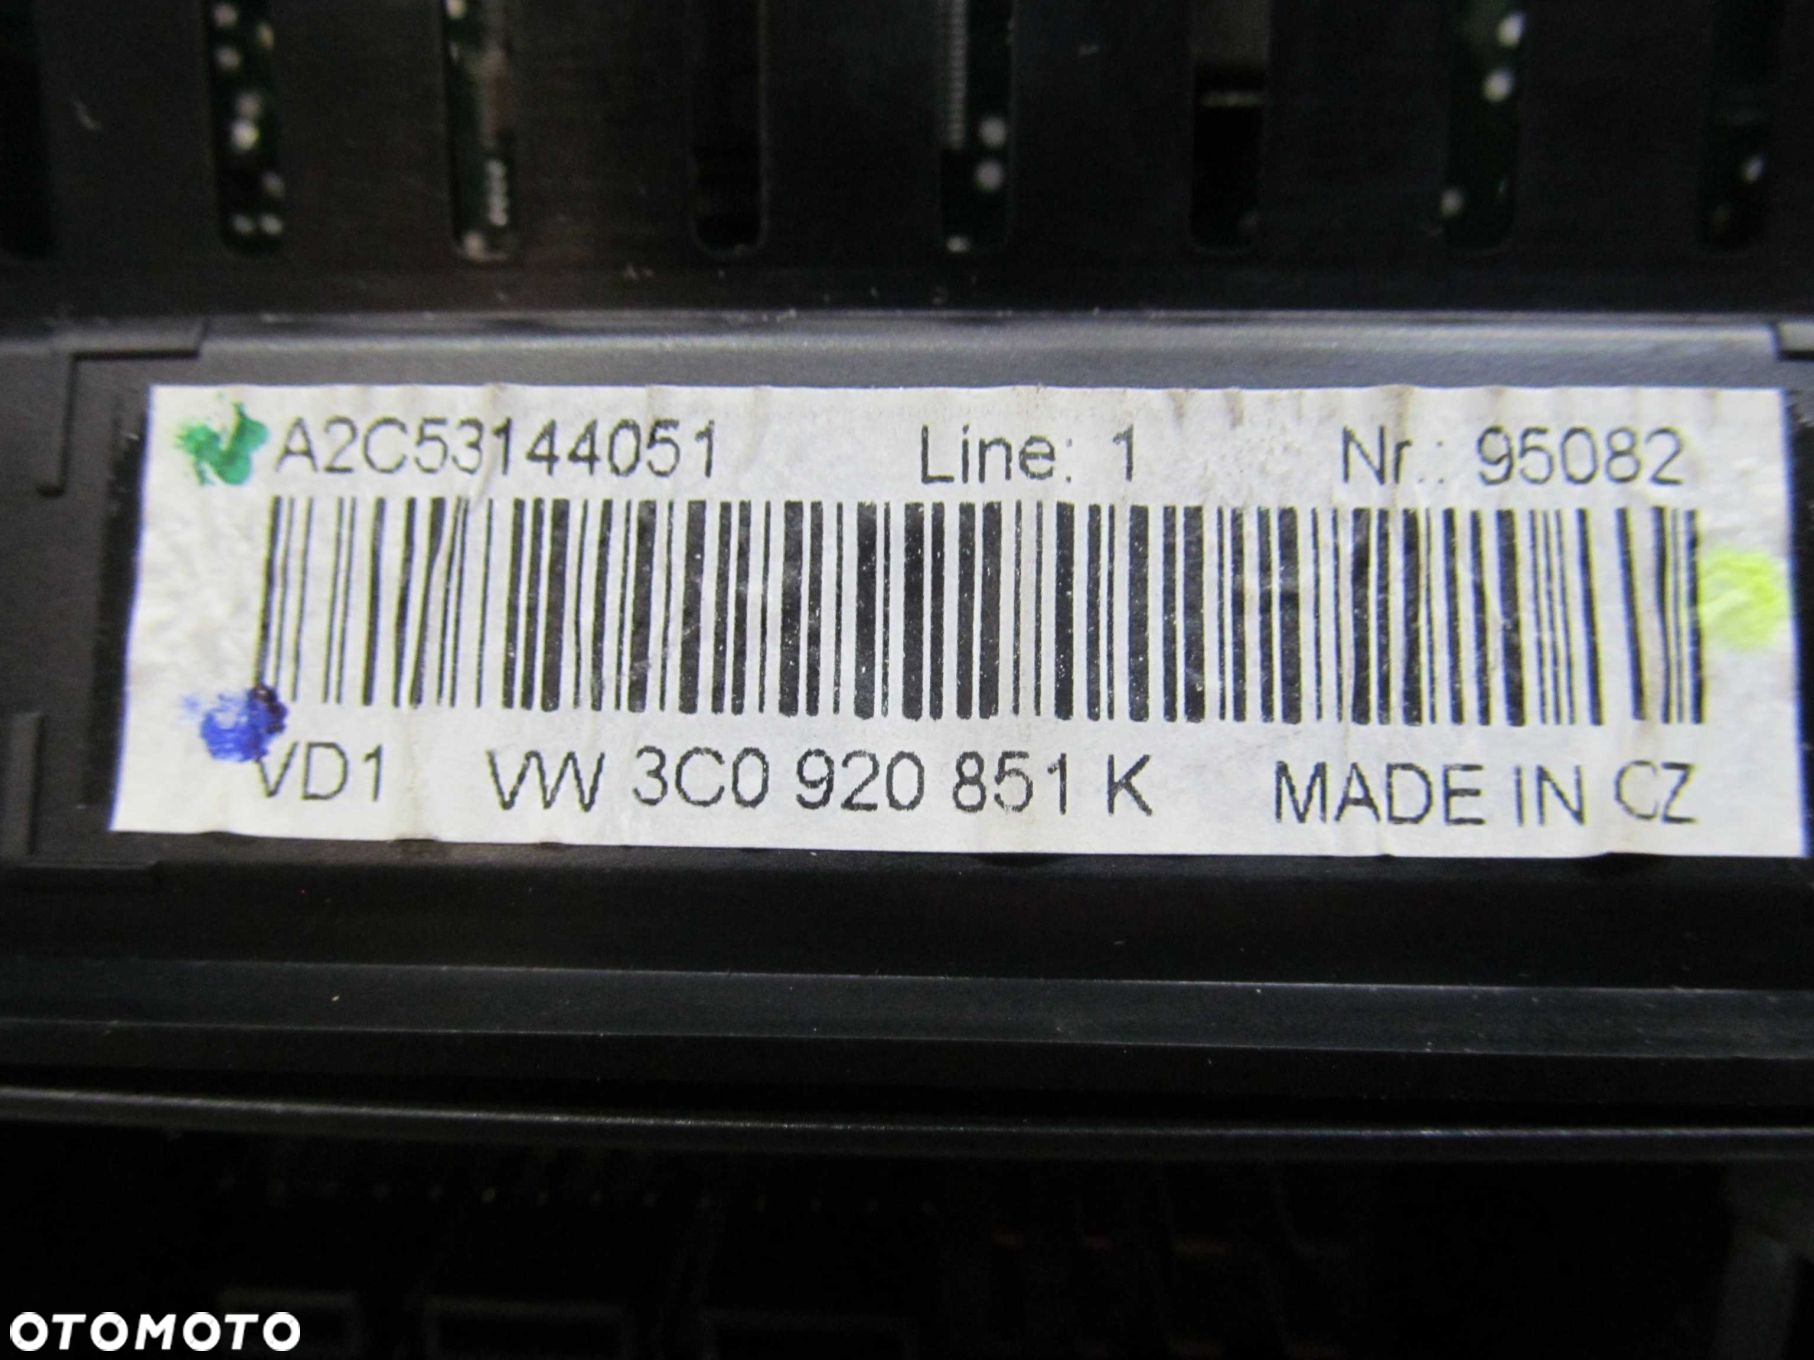 A2C53144051 Line: 1 Nr.: 95082
VD1 VW 3C0 920 851 K MADE IN CZ
OTOMOTO